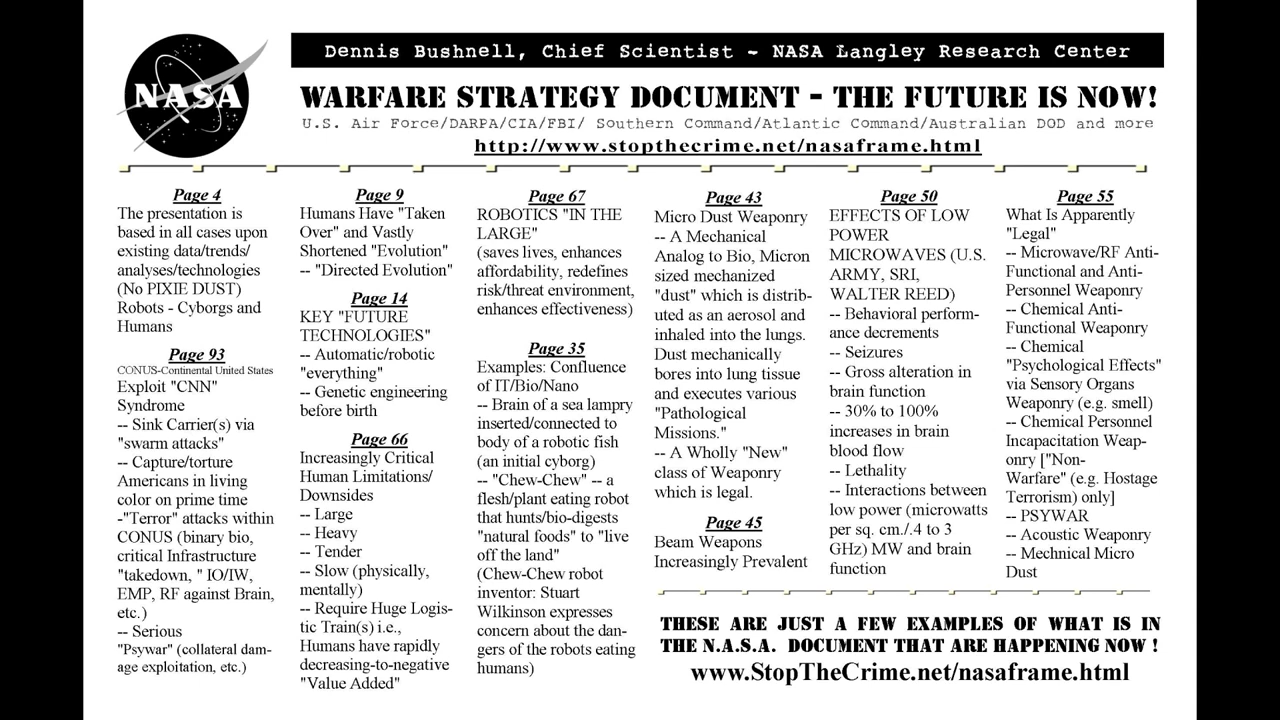 NASA
Dennis Bushnell, Chief Scientist - NASA Langley Research Center
WARFARE STRATEGY DOCUMENT - THE FUTURE IS NOW!
U.S. Air Force/DARPA/CIA/FBI/ Southern Command/Atlantic Command/Australian DOD and more
http://www.stopthecrime.net/nasaframe.html
Page 4
The presentation is
based in all cases upon
existing data/trends/
analyses/technologies
(No PIXIE DUST)
Robots - Cyborgs and
Humans
Page 93
CONUS-Continental United States
Exploit "CNN"
Syndrome
-- Sink Carrier(s) via
"swarm attacks"
-- Capture/torture
Americans in living
color on prime time
-"Terror" attacks within
CONUS (binary bio,
critical Infrastructure
"takedown, " IO/IW,
EMP, RF against Brain,
etc.)
-- Serious
"Psywar" (collateral dam-
age exploitation, etc.)
Page 9
Humans Have "Taken
Over" and Vastly
Shortened "Evolution"
-- "Directed Evolution"
Page 14
KEY "FUTURE
TECHNOLOGIES"
-- Automatic/robotic
"everything"
-- Genetic engineering
before birth
Page 66
Increasingly Critical
Human Limitations/
Downsides
-- Large
-- Heavy
-- Tender
-- Slow (physically,
mentally)
-- Require Huge Logis-
tic Train(s) i.e.,
Humans have rapidly
decreasing-to-negative
"Value Added"
Page 67
ROBOTICS "IN THE
LARGE"
(saves lives, enhances
affordability, redefines
risk/threat environment,
enhances effectiveness)
Page 35
Examples: Confluence
of IT/Bio/Nano
-- Brain of a sea lampry
inserted/connected to
body of a robotic fish
(an initial cyborg)
-- "Chew-Chew" -- a
flesh/plant eating robot
that hunts/bio-digests
"natural foods" to "live
off the land"
(Chew-Chew robot
inventor: Stuart
Wilkinson expresses
concern about the dan-
gers of the robots eating
humans)
Page 43
Micro Dust Weaponry
-- A Mechanical
Analog to Bio, Micron
sized mechanized
"dust" which is distrib-
uted as an aerosol and
inhaled into the lungs.
Dust mechanically
bores into lung tissue
and executes various
"Pathological
Missions."
-- A Wholly "New"
class of Weaponry
which is legal.
Page 45
Beam Weapons
Increasingly Prevalent
Page 50
EFFECTS OF LOW
POWER
MICROWAVES (U.S.
ARMY, SRI,
WALTER REED)
-- Behavioral perform-
ance decrements
-- Seizures
-- Gross alteration in
brain function
-- 30% to 100%
increases in brain
blood flow
-- Lethality
-- Interactions between
low power (microwatts
per sq. cm./.4 to 3
GHz) MW and brain
function
Page 55
What Is Apparently
"Legal"
-- Microwave/RF Anti-
Functional and Anti-
Personnel Weaponry
-- Chemical Anti-
Functional Weaponry
-- Chemical
"Psychological Effects"
via Sensory Organs
Weaponry (e.g. smell)
-- Chemical Personnel
Incapacitation Weap-
onry ["Non-
Warfare" (e.g. Hostage
Terrorism) only]
-- PSYWAR
-- Acoustic Weaponry
-- Mechnical Micro
Dust
THESE ARE JUST A FEW EXAMPLES OF WHAT IS IN
THE N.A.S.A. DOCUMENT THAT ARE HAPPENING NOW !
www.StopTheCrime.net/nasaframe.html